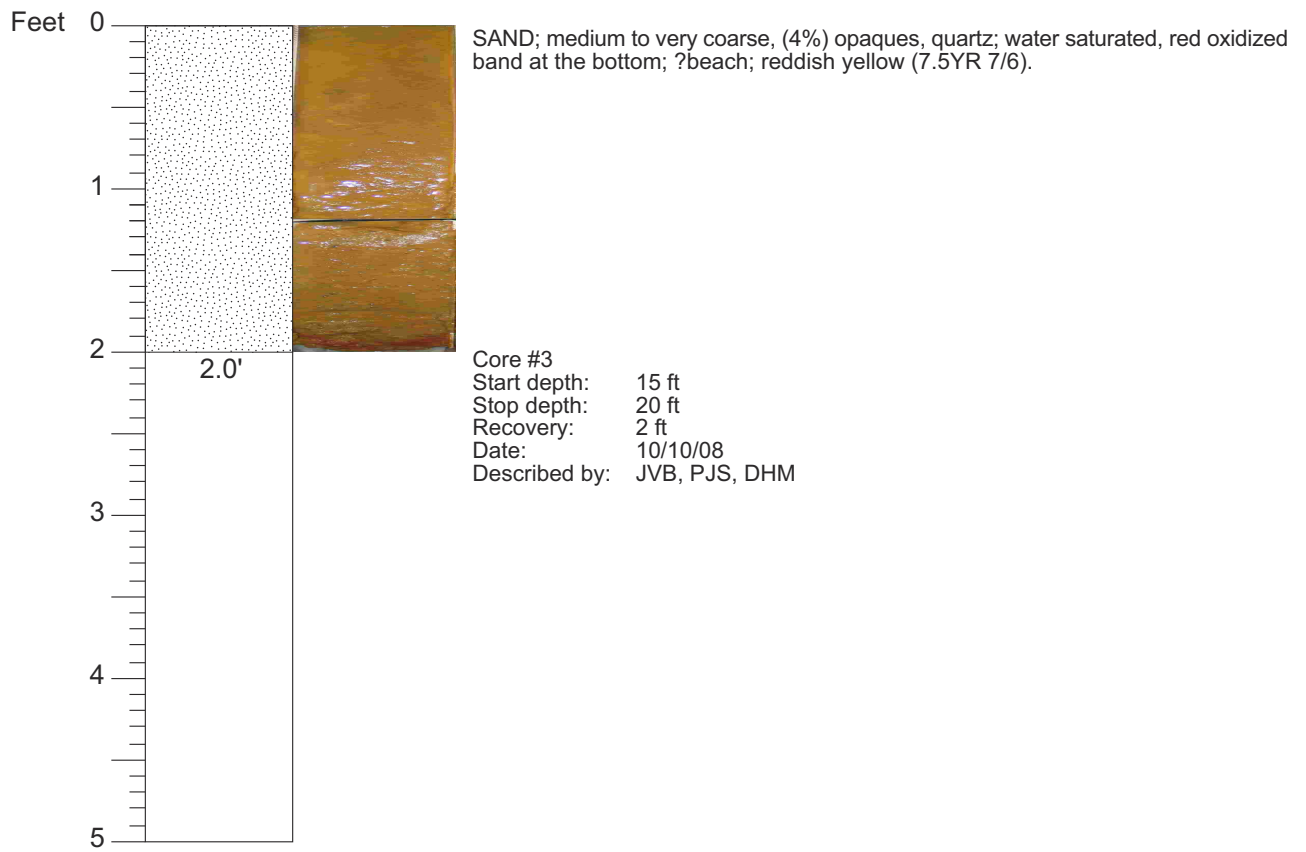 Feet 0
SAND; medium to very coarse, (4%) opaques, quartz; water saturated, red oxidized
band at the bottom; ?beach; reddish yellow (7.5YR 7/6).
1
2
2.0'
Core #3
Start depth: 15 ft
Stop depth: 20 ft
Recovery: 2 ft
Date: 10/10/08
Described by: JVB, PJS, DHM
3
4
5